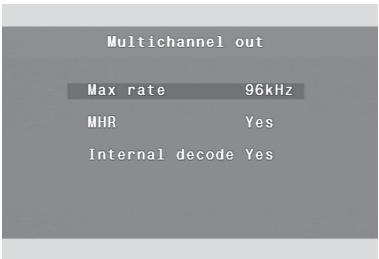 Multichannel out
Max rate 96kHz
MHR Yes
Internal decode Yes